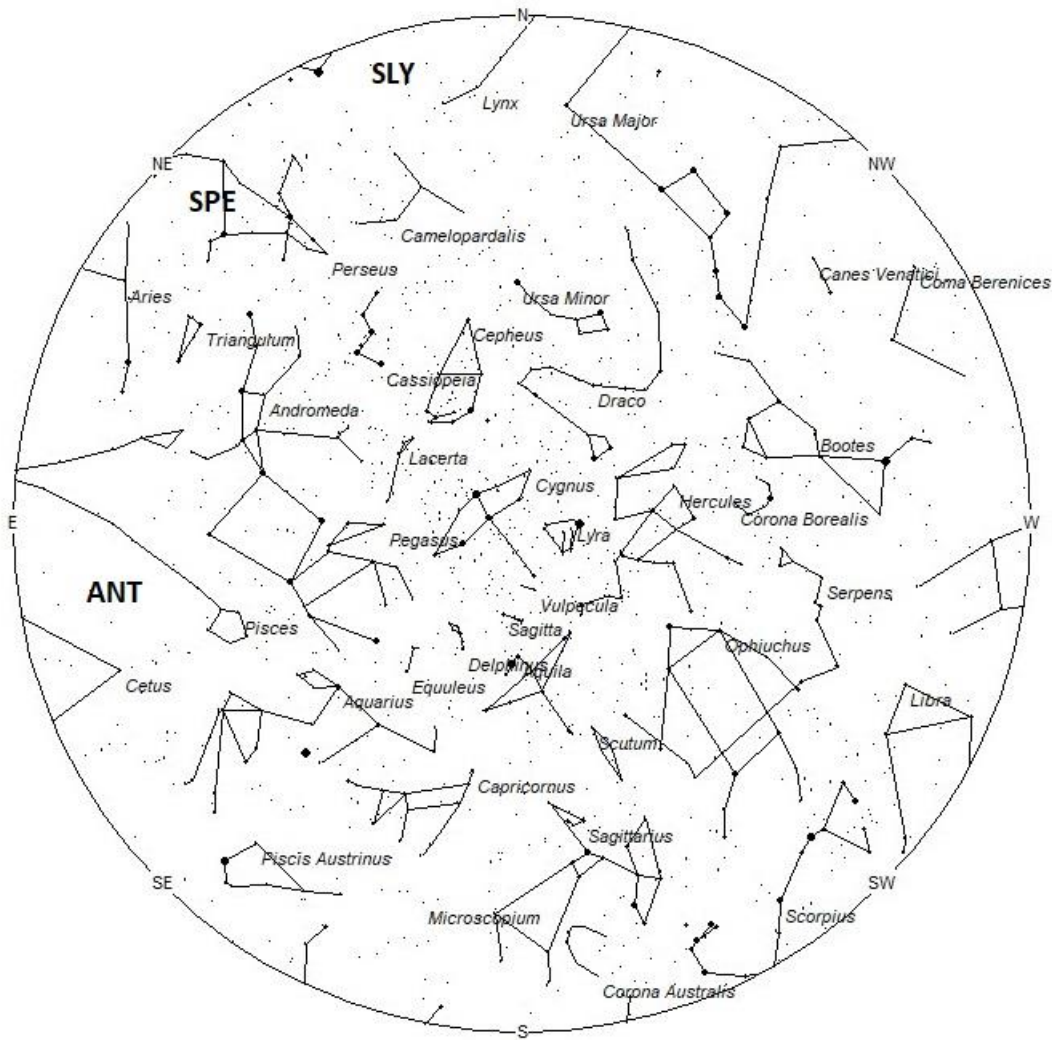 N
SLY
Lynx
Ursa Major
NE
NW
SPE
Camelopardalis
Perseus
Canes Venatici
Coma Berenices
Aries
Ursa Minor
Triangulum
Cepheus
Cassiopeia
Draco
Andromeda
Bootes
Lacerta
Cygnus
Hercules
Corona Borealis
E
W
Pegasus
Lyra
ANT
Serpens
Vulpecula
Pisces
Sagitta
Ophiuchus
Delphinus
Aquila
Cetus
Equuleus
Aquarius
Libra
Scutum
Capricornus
Sagittarius
Piscis Austrinus
SE
SW
Microscopium
Scorpius
Corona Australis
S